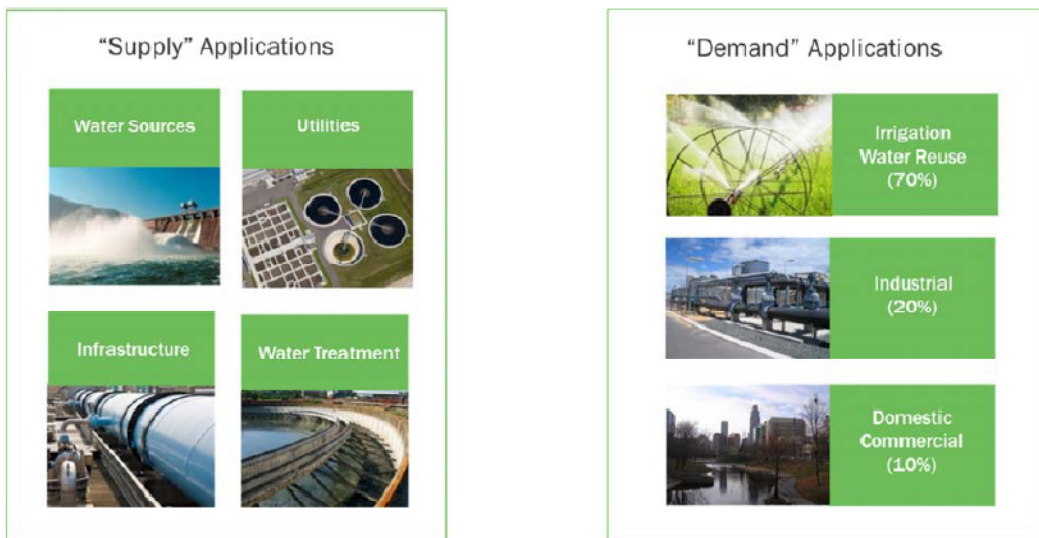 “Supply” Applications
Water Sources
Utilities
Infrastructure
Water Treatment
“Demand” Applications
Irrigation
Water Reuse
(70%)
Industrial
(20%)
Domestic
Commercial
(10%)